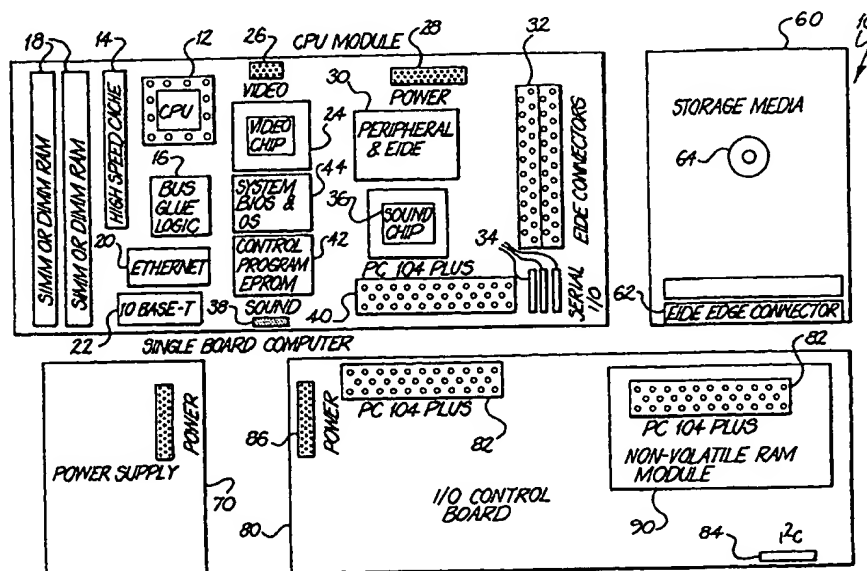 18
14
12
26
CPU MODULE
28
32
60
10
SIMM OR DIMM RAM
SIMM OR DIMM RAM
HIGH SPEED CACHE
CPU
VIDEO
VIDEO
CHIP
24
30
POWER
PERIPHERAL
& EIDE
EIDE CONNECTORS
STORAGE MEDIA
64
16
BUS
GLUE
LOGIC
SYSTEM
BIOS &
OS
44
36
SOUND
CHIP
20
ETHERNET
CONTROL
PROGRAM
EPROM
42
34
PC 104 PLUS
SERIAL
I/O
10 BASE-T
22
SOUND
38
40
62
EIDE EDGE CONNECTOR
SINGLE BOARD COMPUTER
POWER
POWER SUPPLY
70
86
POWER
PC 104 PLUS
82
82
PC 104 PLUS
NON-VOLATILE RAM
MODULE
I/O CONTROL
BOARD
80
90
84
I²C